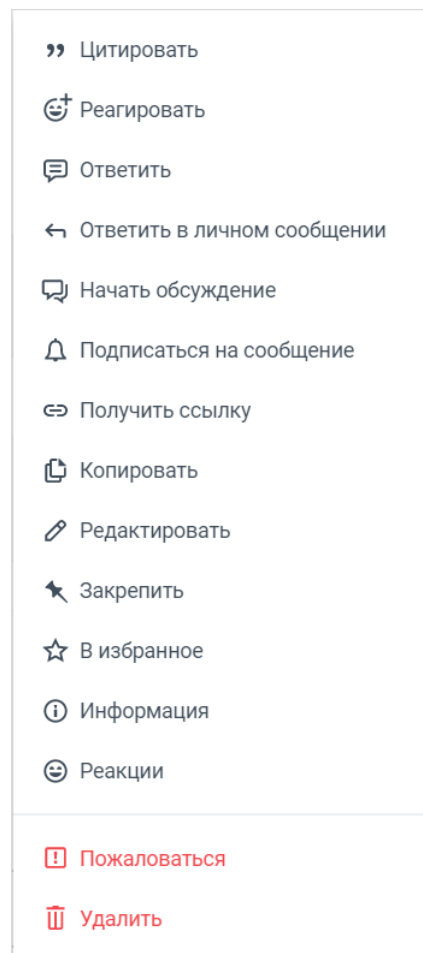 Цитировать
Реагировать
Ответить
Ответить в личном сообщении
Начать обсуждение
Подписаться на сообщение
Получить ссылку
Копировать
Редактировать
Закрепить
В избранное
Информация
Реакции
Пожаловаться
Удалить